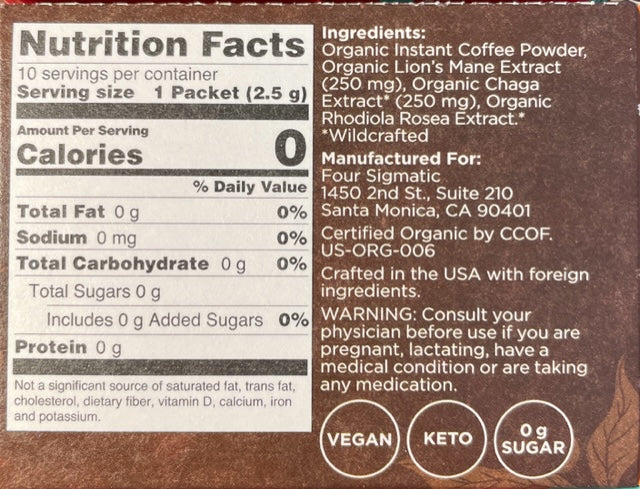 Nutrition Facts
10 servings per container
Serving size 1 Packet (2.5 g)
Amount Per Serving
Calories 0
% Daily Value
Total Fat 0 g 0%
Sodium 0 mg 0%
Total Carbohydrate 0 g 0%
Total Sugars 0 g
Includes 0 g Added Sugars 0%
Protein 0 g
Not a significant source of saturated fat, trans fat,
cholesterol, dietary fiber, vitamin D, calcium, iron
and potassium.
Ingredients:
Organic Instant Coffee Powder,
Organic Lion's Mane Extract
(250 mg), Organic Chaga
Extract* (250 mg), Organic
Rhodiola Rosea Extract.*
*Wildcrafted
Manufactured For:
Four Sigmatic
1450 2nd St., Suite 210
Santa Monica, CA 90401
Certified Organic by CCOF.
US-ORG-006
Crafted in the USA with foreign
ingredients.
WARNING: Consult your
physician before use if you are
pregnant, lactating, have a
medical condition or are taking
any medication.
VEGAN
KETO
0 g
SUGAR